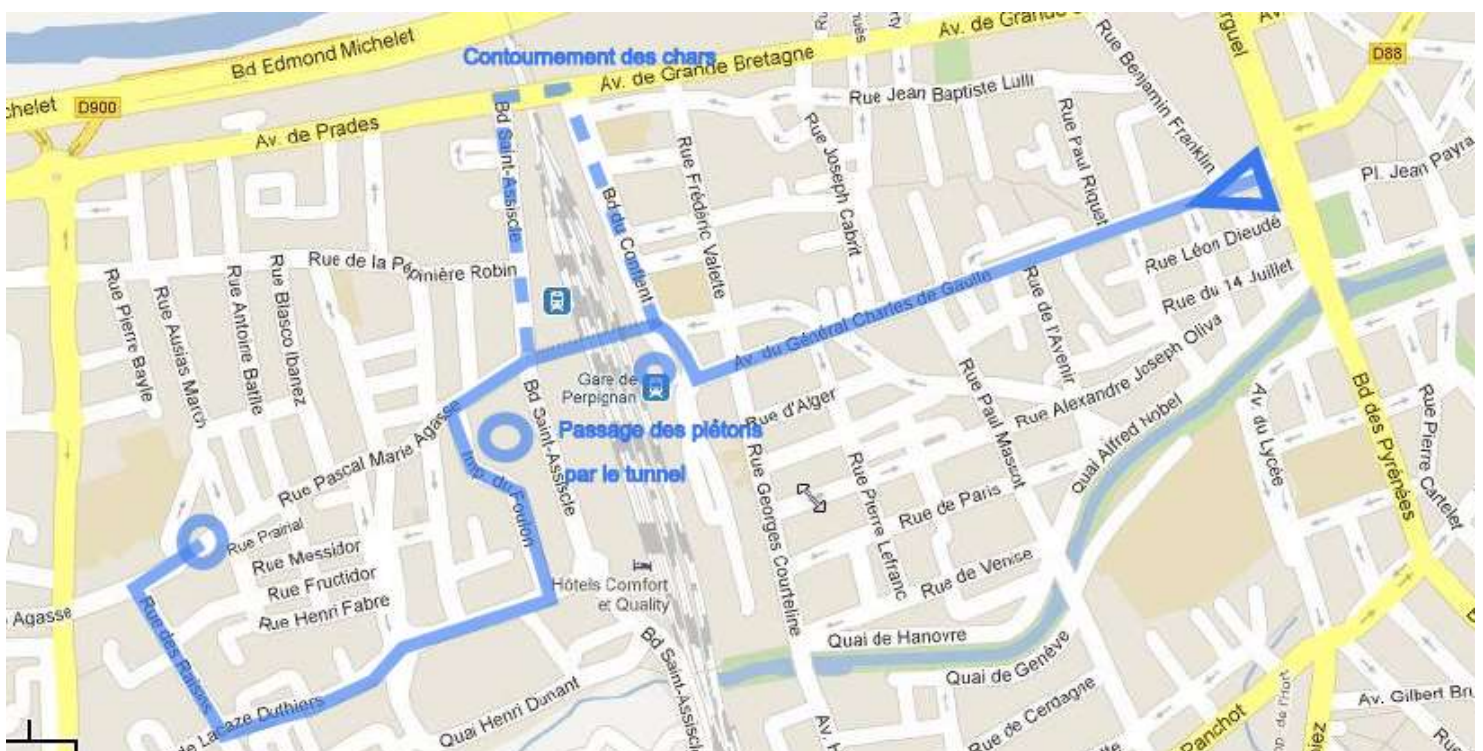 Contournement des chars
Bd Edmond Michelet
Av. de Grande
Av. de Grande Bretagne
D88
chelet
D900
Av. de Prades
Bd Saint-Assiscle
Rue Jean Baptiste Lulli
Rue Benjamin Franklin
Pl. Jean Payra
Rue Joseph Cabrit
Rue Paul Riquet
Rue Frédéric Valette
Bd du Conflent
Rue Léon Dieudé
Rue du 14 Juillet
Rue de la Pépinière Robin
Rue Pierre Bayle
Rue Ausias March
Rue Antoine Baffle
Rue Blasco Ibanez
Av. du Général Charles de Gaulle
Rue de l'Avenir
Rue Alexandre Joseph Oliva
Gare de
Perpignan
Rue d'Alger
Rue Paul Massot
Quai Alfred Nobel
Av. du Lycée
Bd des Pyrénées
Rue Pierre Cartelet
Rue Pascal Marie Agasse
Imp. du Foulon
Bd Saint-Assiscle
Passage des piétons
par le tunnel
Rue Georges Courteline
Rue Pierre Lefranc
Rue de Paris
Rue de Venise
Rue Prairial
Rue Messidor
Rue Fructidor
Rue Henri Fabre
Hôtels Comfort
et Quality
Agasse
Rue des Raisins
de Lacaze Duthiers
Quai Henri Dunant
Bd Saint-Assiscle
Quai de Hanovre
Quai de Genève
Rue de Cerdagne
Av. Gilbert Bru
Panchot